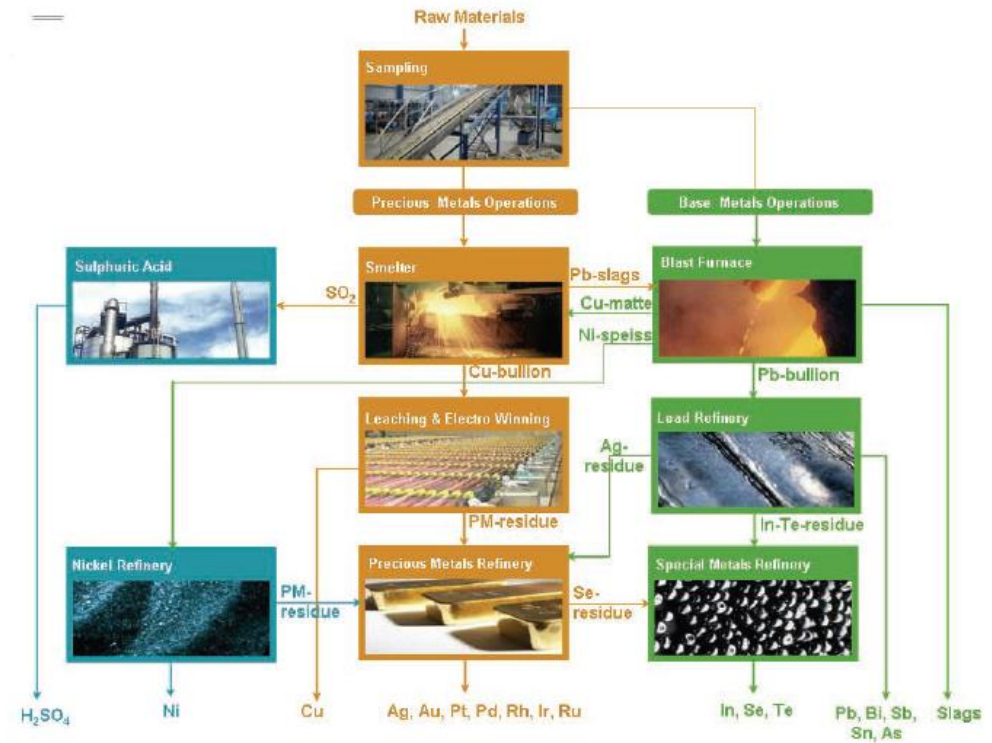 Raw Materials
Sampling
Precious Metals Operations
Base Metals Operations
Sulphuric Acid
Smelter
Blast Furnace
SO₂
Pb-slags
Cu-matte
Ni-speiss
Cu-bullion
Pb-bullion
Leaching & Electro Winning
Lead Refinery
Ag-
residue
PM-residue
In-Te-residue
Nickel Refinery
Precious Metals Refinery
Special Metals Refinery
PM-
residue
Se-
residue
H₂SO₄
Ni
Cu
Ag, Au, Pt, Pd, Rh, Ir, Ru
In, Se, Te
Pb, Bi, Sb,
Sn, As
Slags